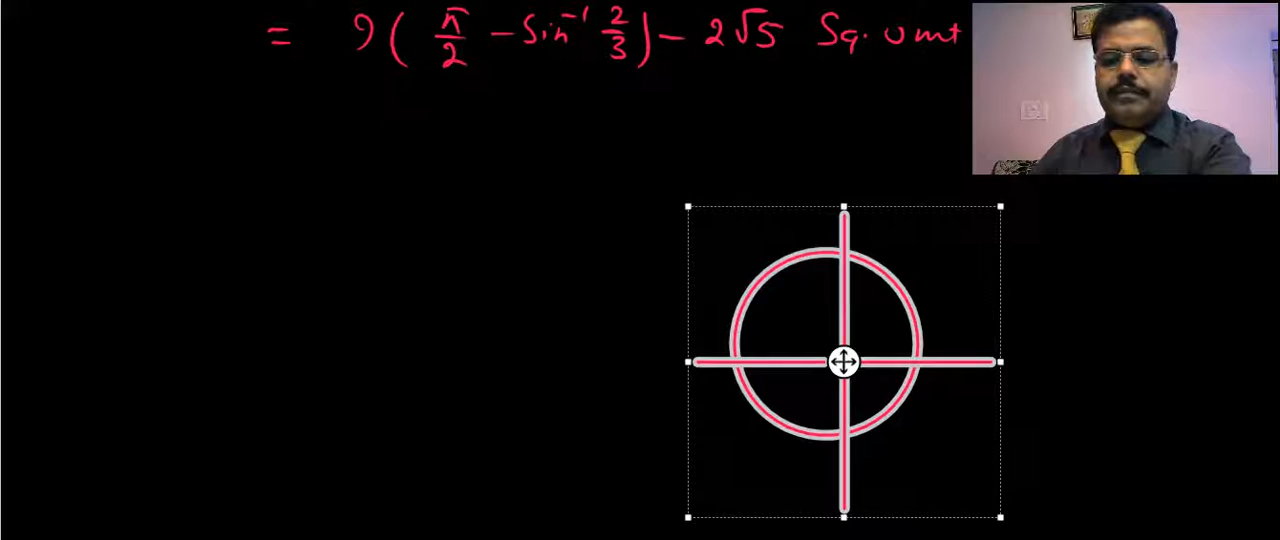 = 9 ( π/2 - Sin⁻¹ 2/3 ) - 2√5 Sq. unit